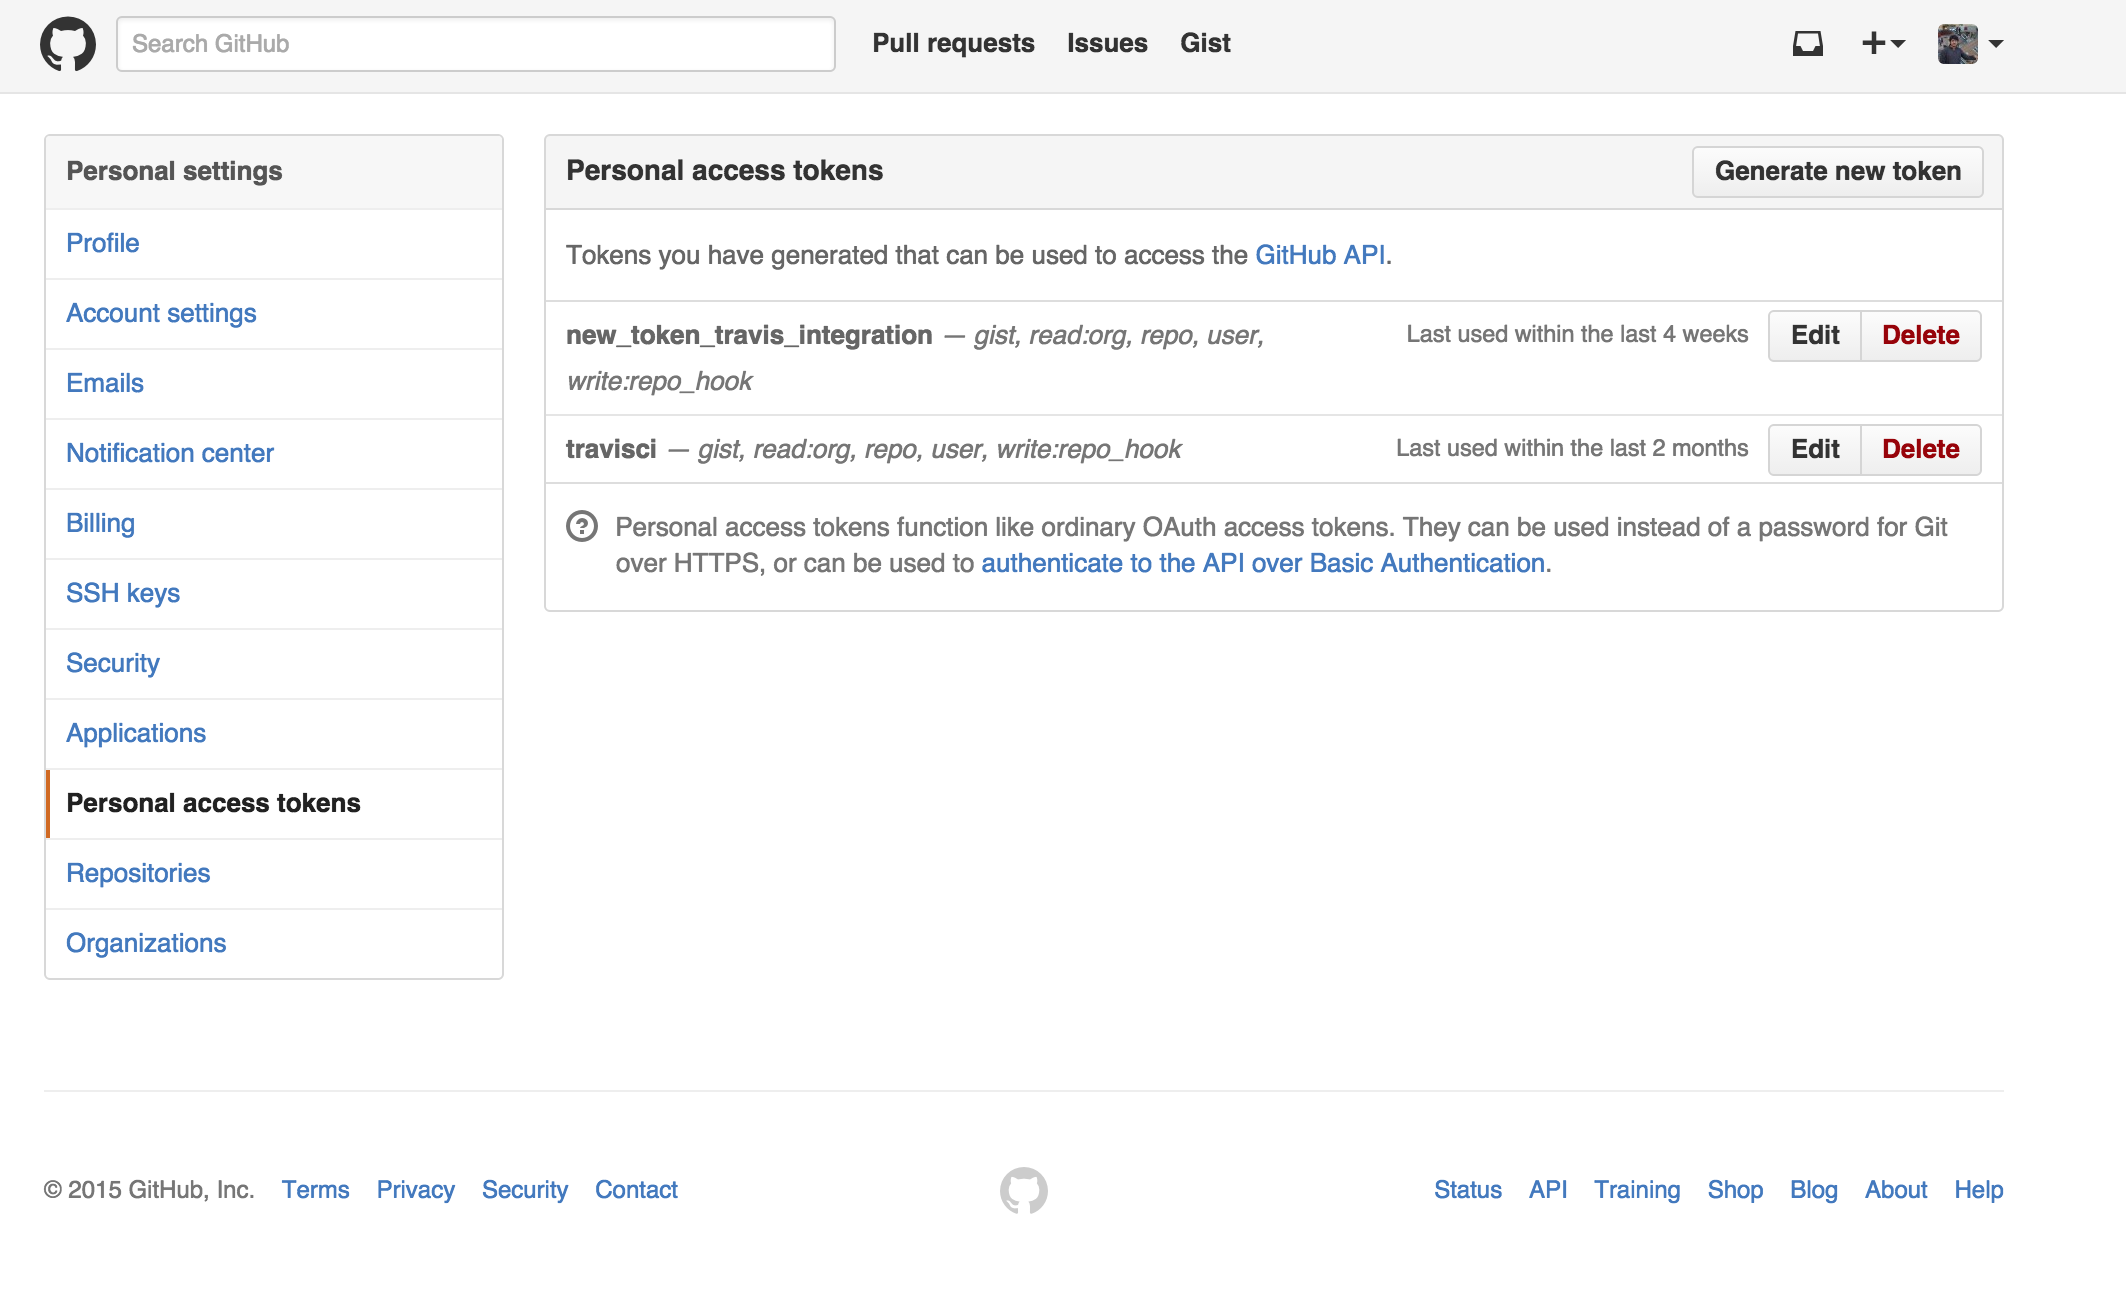 Search GitHub
Pull requests Issues Gist
Personal settings
Profile
Account settings
Emails
Notification center
Billing
SSH keys
Security
Applications
Personal access tokens
Repositories
Organizations
Personal access tokens
Generate new token
Tokens you have generated that can be used to access the GitHub API.
new_token_travis_integration — gist, read:org, repo, user,
write:repo_hook
Last used within the last 4 weeks
Edit Delete
travisci — gist, read:org, repo, user, write:repo_hook
Last used within the last 2 months
Edit Delete
Personal access tokens function like ordinary OAuth access tokens. They can be used instead of a password for Git
over HTTPS, or can be used to authenticate to the API over Basic Authentication.
© 2015 GitHub, Inc. Terms Privacy Security Contact
Status API Training Shop Blog About Help